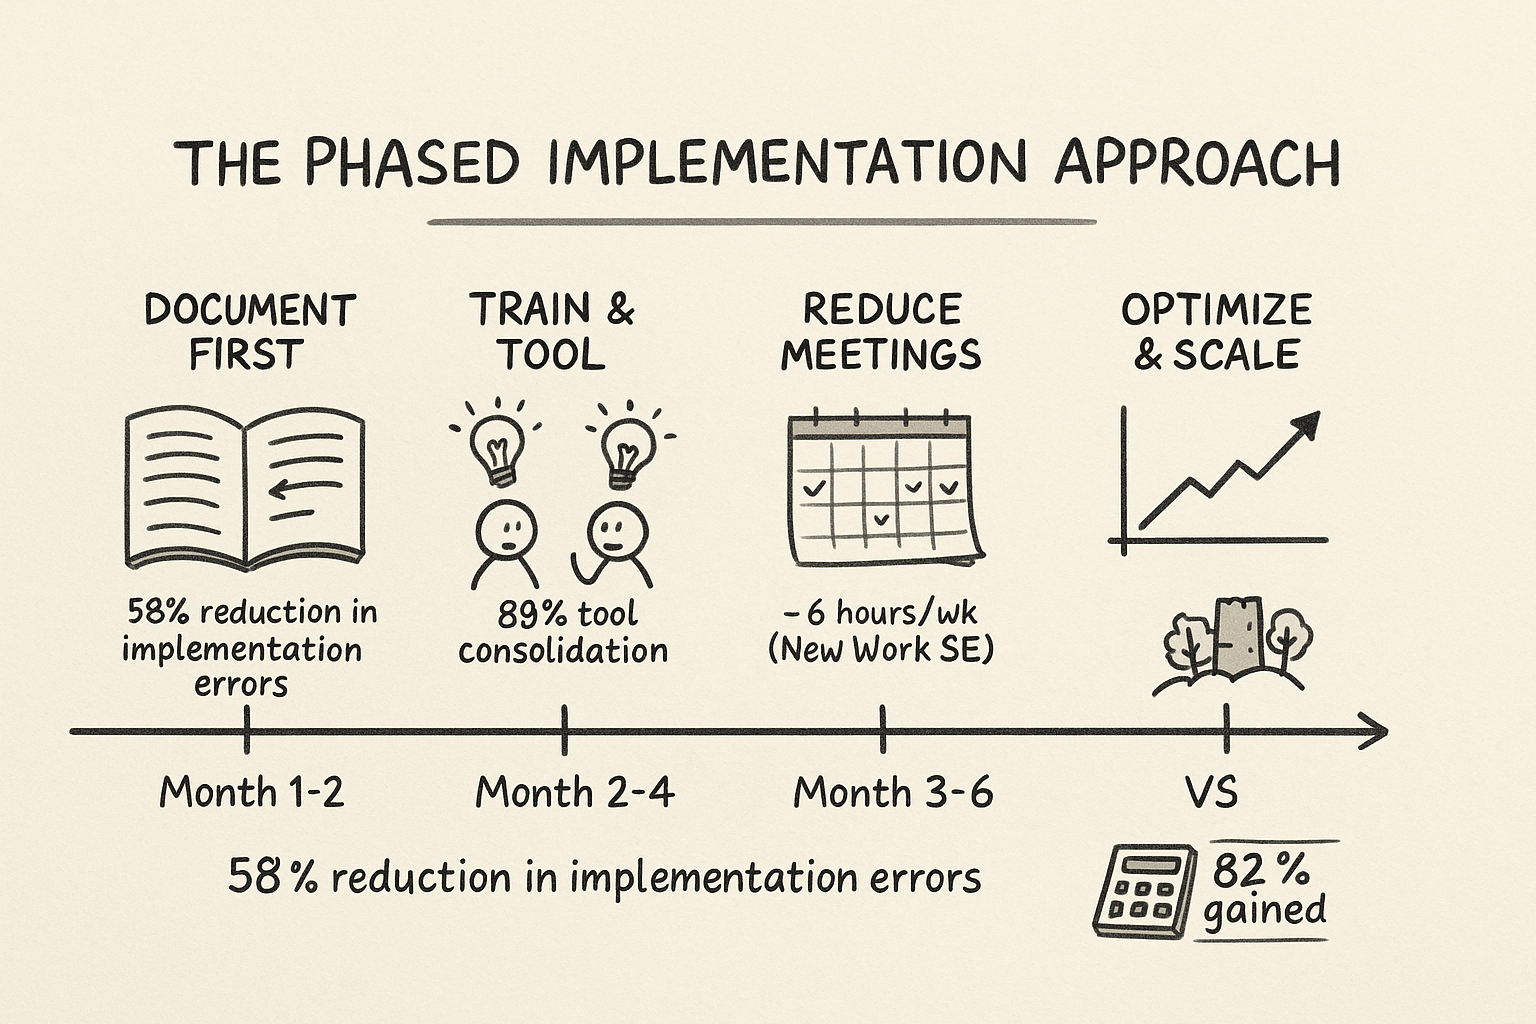 THE PHASED IMPLEMENTATION APPROACH
DOCUMENT
FIRST
58% reduction in
implementation
errors
TRAIN &
TOOL
89% tool
consolidation
REDUCE
MEETINGS
-6 hours/wk
(New Work SE)
OPTIMIZE
& SCALE
Month 1-2
Month 2-4
Month 3-6
VS
58% reduction in implementation errors
82%
gained